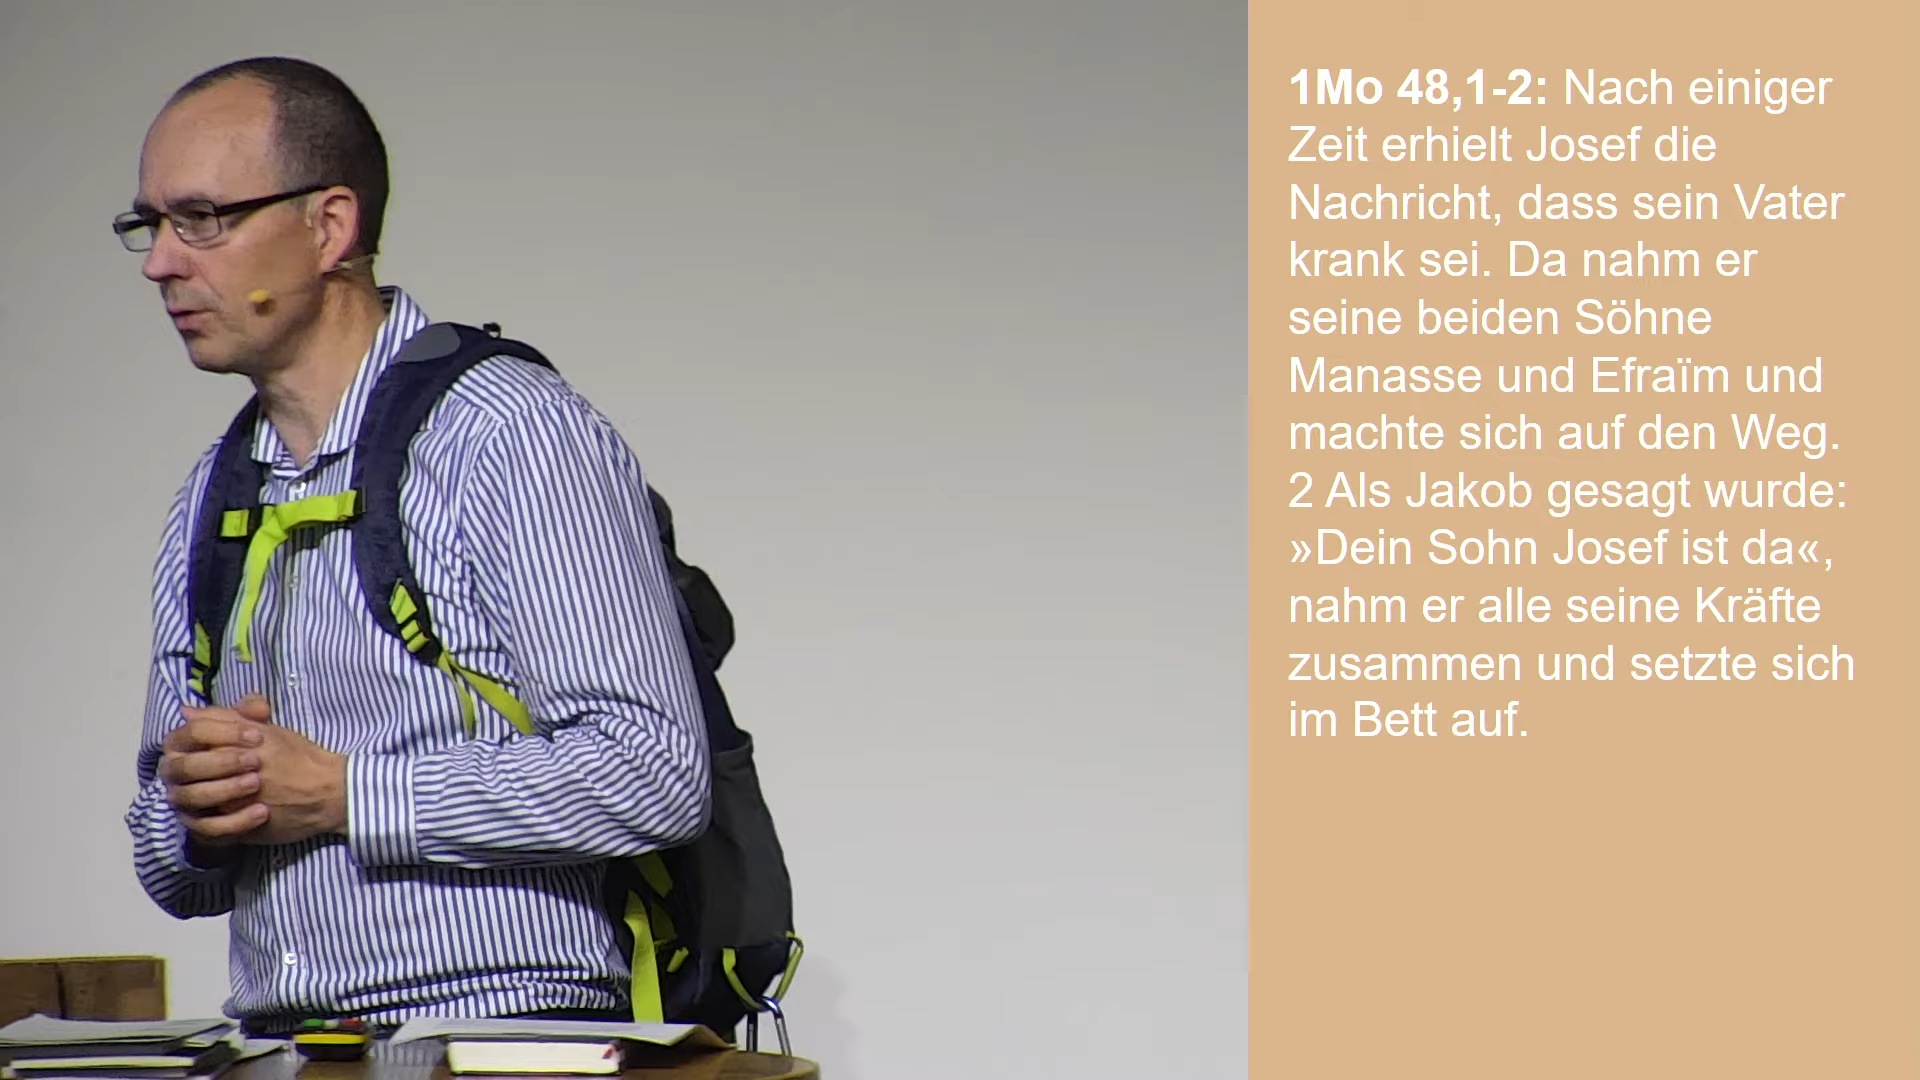 1Mo 48,1-2: Nach einiger
Zeit erhielt Josef die
Nachricht, dass sein Vater
krank sei. Da nahm er
seine beiden Söhne
Manasse und Efraïm und
machte sich auf den Weg.
2 Als Jakob gesagt wurde:
»Dein Sohn Josef ist da«,
nahm er alle seine Kräfte
zusammen und setzte sich
im Bett auf.